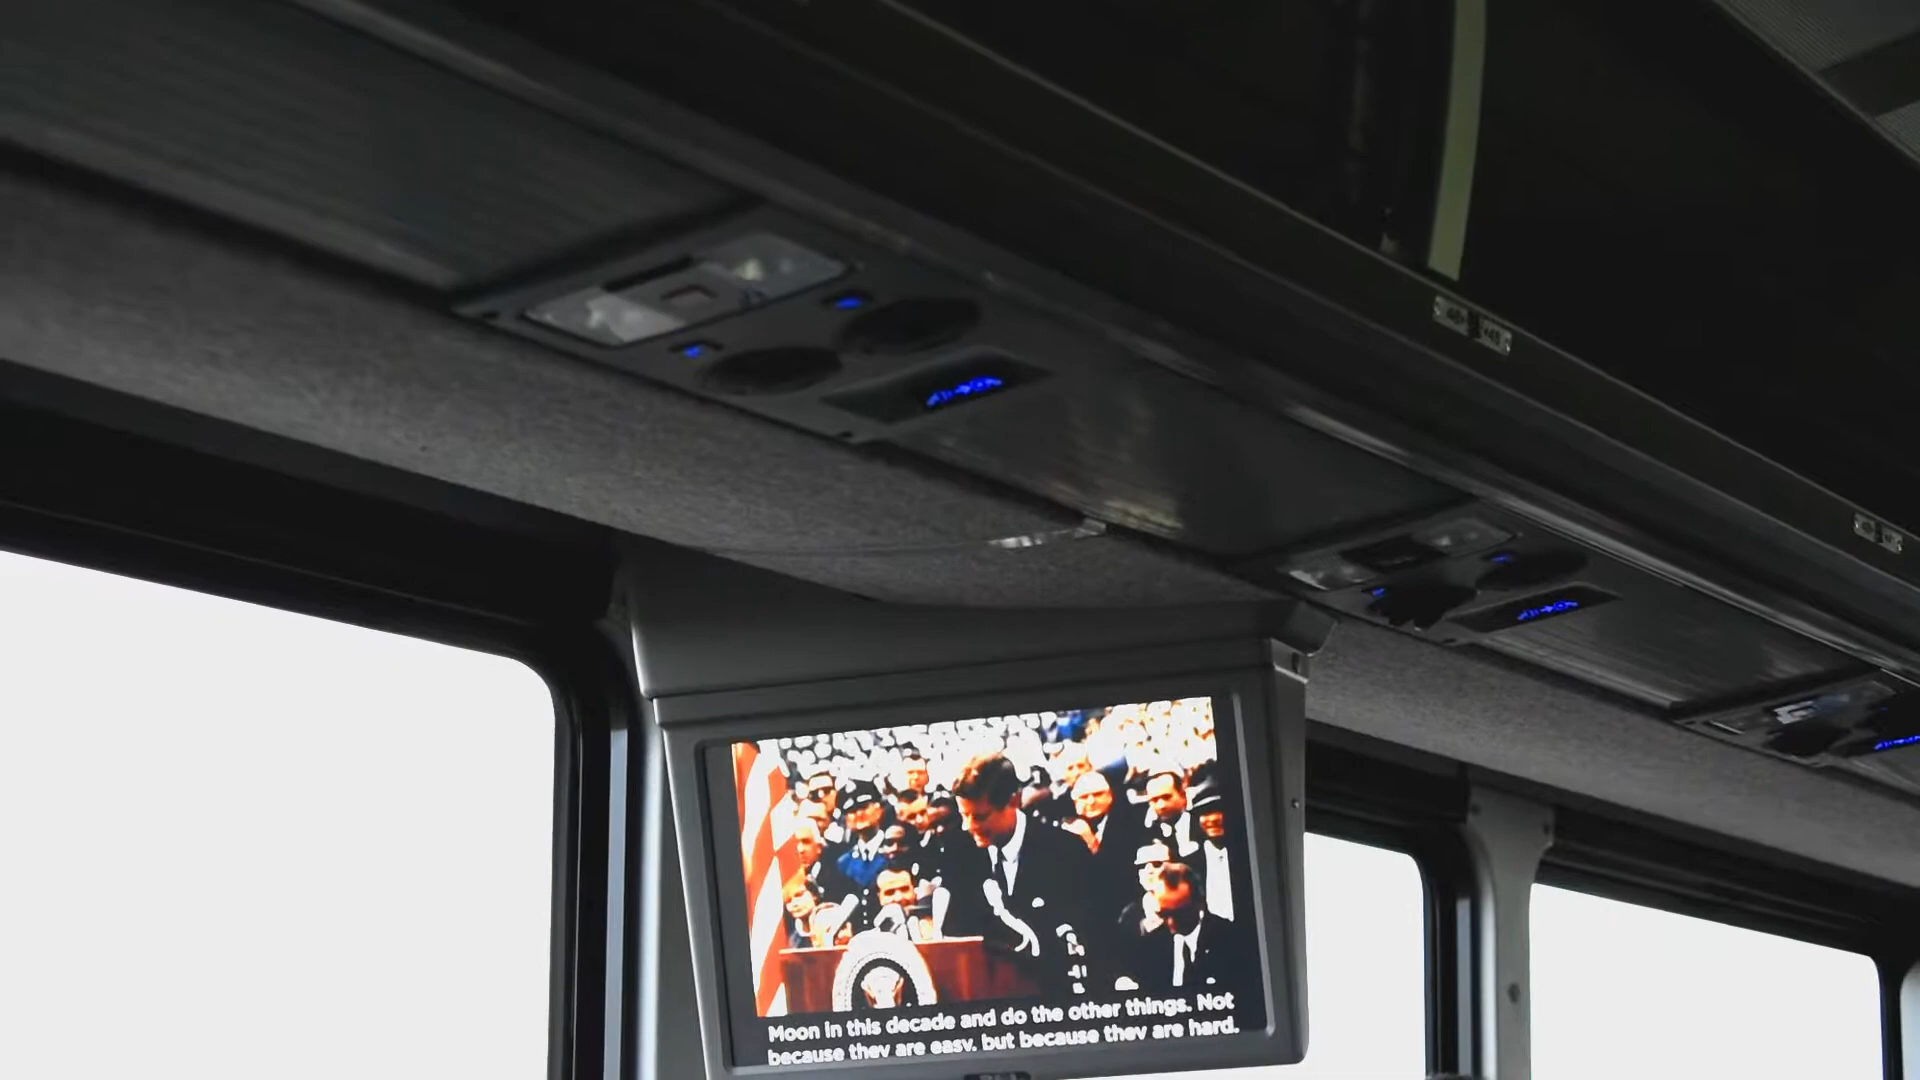 Moon in this decade and do the other things. Not
because they are easy, but because they are hard.